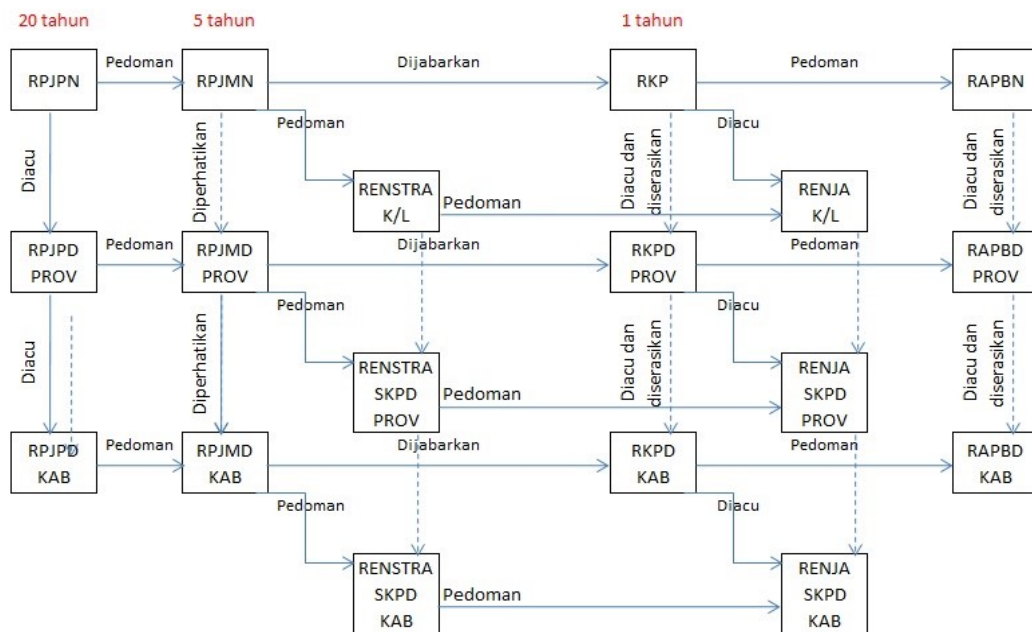 20 tahun
5 tahun
1 tahun
RPJPN
Pedoman
RPJMN
Dijabarkan
RKP
Pedoman
RAPBN
Diacu
Diperhatikan
Pedoman
Diacu dan
diserasikan
Diacu
Diacu dan
diserasikan
RENSTRA
K/L
Pedoman
RENJA
K/L
RPJPD
PROV
Pedoman
RPJMD
PROV
Dijabarkan
RKPD
PROV
Pedoman
RAPBD
PROV
Diacu
Diperhatikan
Pedoman
Diacu dan
diserasikan
Diacu
Diacu dan
diserasikan
RENSTRA
SKPD
PROV
Pedoman
RENJA
SKPD
PROV
RPJPD
KAB
Pedoman
RPJMD
KAB
Dijabarkan
RKPD
KAB
Pedoman
RAPBD
KAB
Pedoman
Diacu
RENSTRA
SKPD
KAB
Pedoman
RENJA
SKPD
KAB